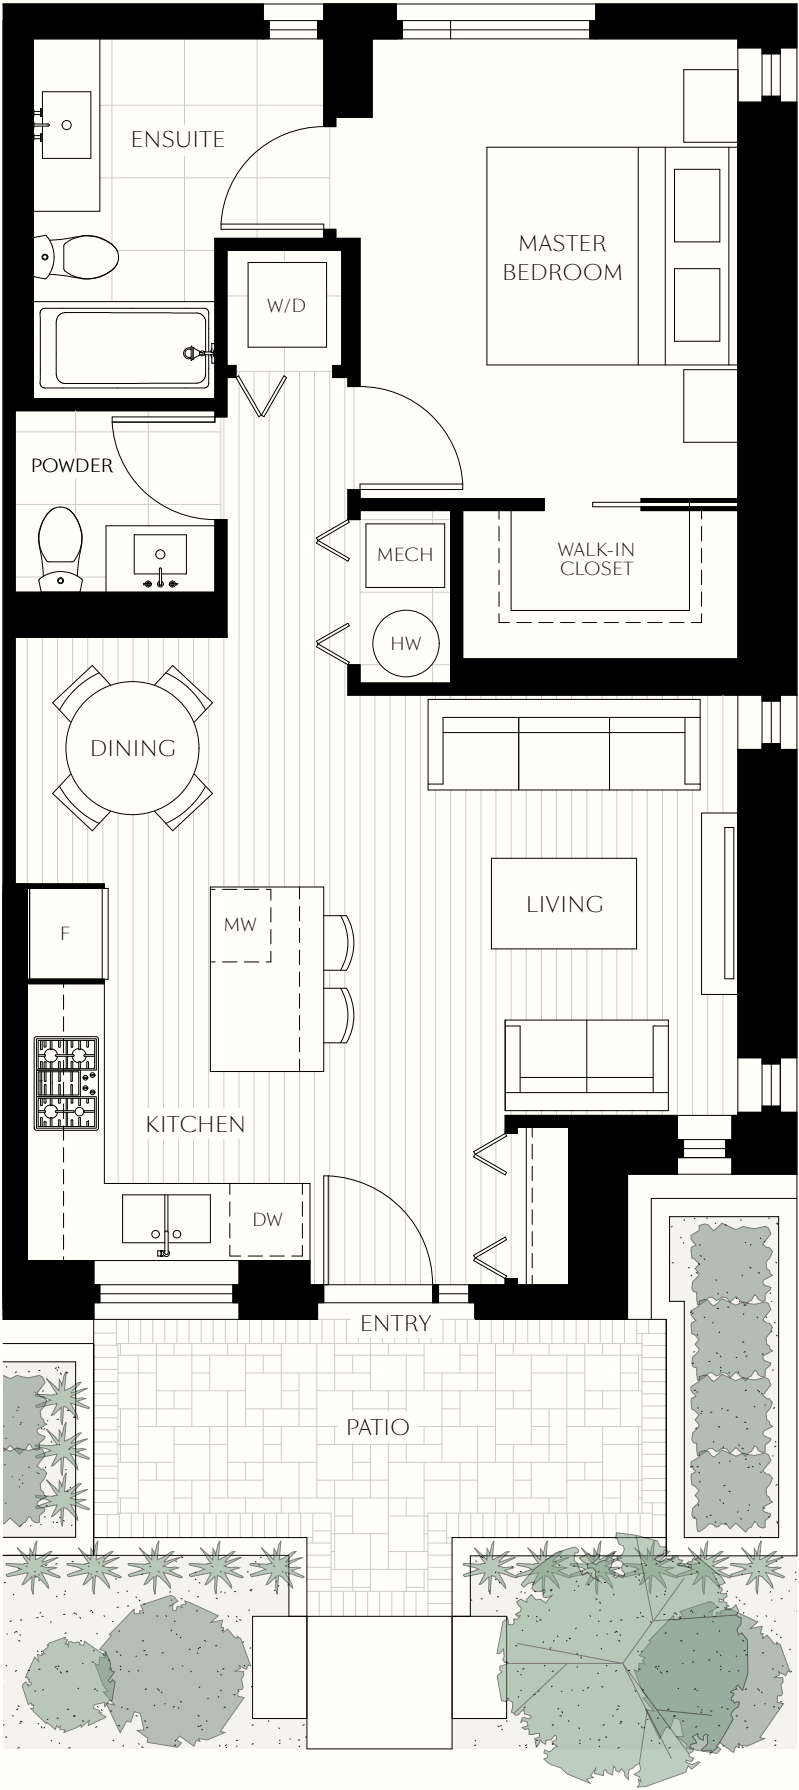 ENSUITE
MASTER
BEDROOM
W/D
POWDER
MECH
WALK-IN
CLOSET
HW
DINING
LIVING
MW
F
KITCHEN
DW
ENTRY
PATIO